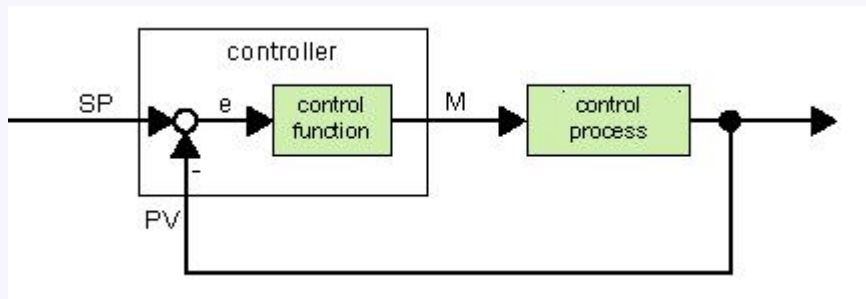 controller
SP
e
control
function
M
control
process
-
PV